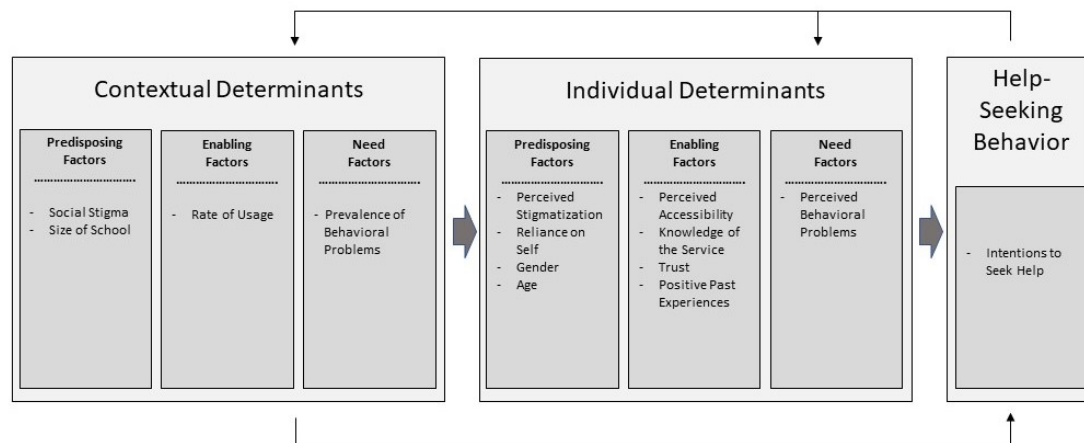 Contextual Determinants
Predisposing
Factors
- Social Stigma
- Size of School
Enabling
Factors
- Rate of Usage
Need
Factors
- Prevalence of
Behavioral
Problems
Individual Determinants
Predisposing
Factors
- Perceived
Stigmatization
- Reliance on
Self
- Gender
- Age
Enabling
Factors
- Perceived
Accessibility
- Knowledge of
the Service
- Trust
- Positive Past
Experiences
Need
Factors
- Perceived
Behavioral
Problems
Help-
Seeking
Behavior
- Intentions to
Seek Help